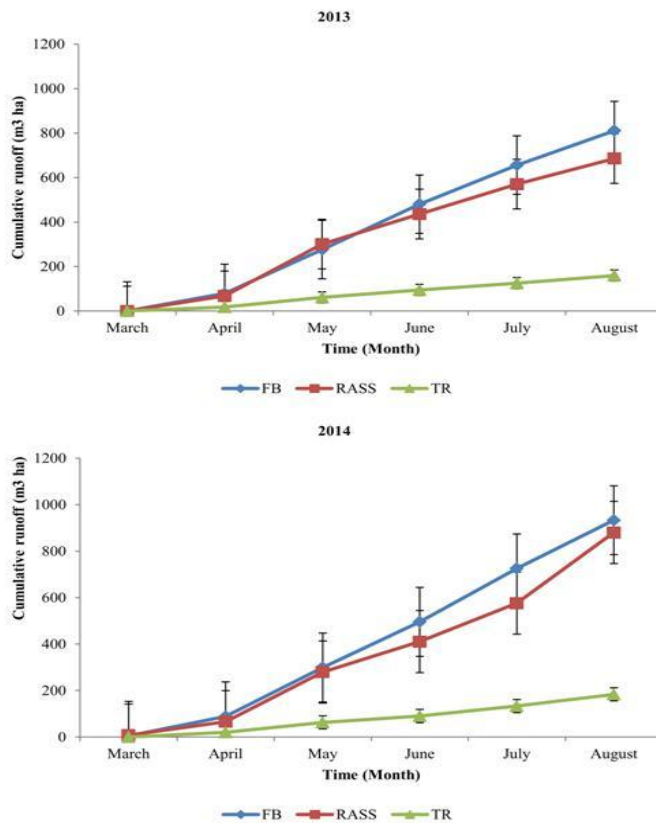 2013
Cumulative runoff (m3 ha)
1200
1000
800
600
400
200
0
March April May June July August
Time (Month)
FB RASS TR
2014
Cumulative runoff (m3 ha)
1200
1000
800
600
400
200
0
March April May June July August
Time (Month)
FB RASS TR